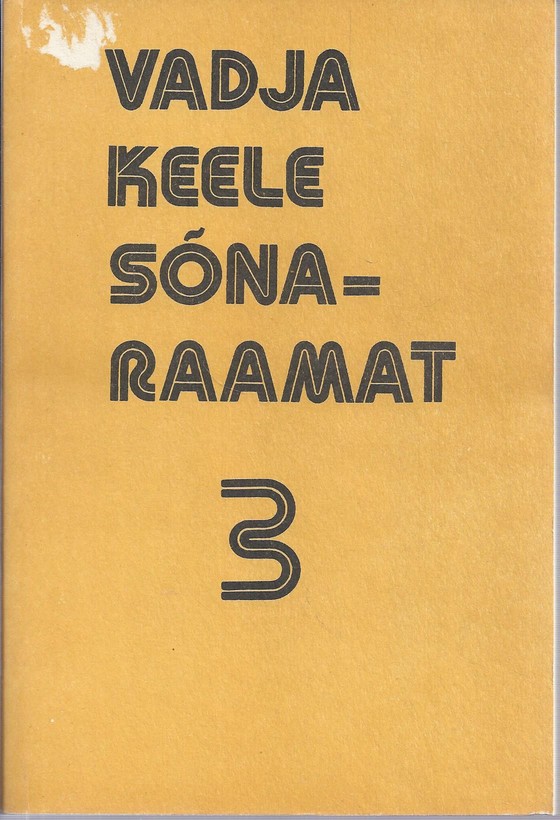 VADJA
KEELE
SÕNA=
RAAMAT
3